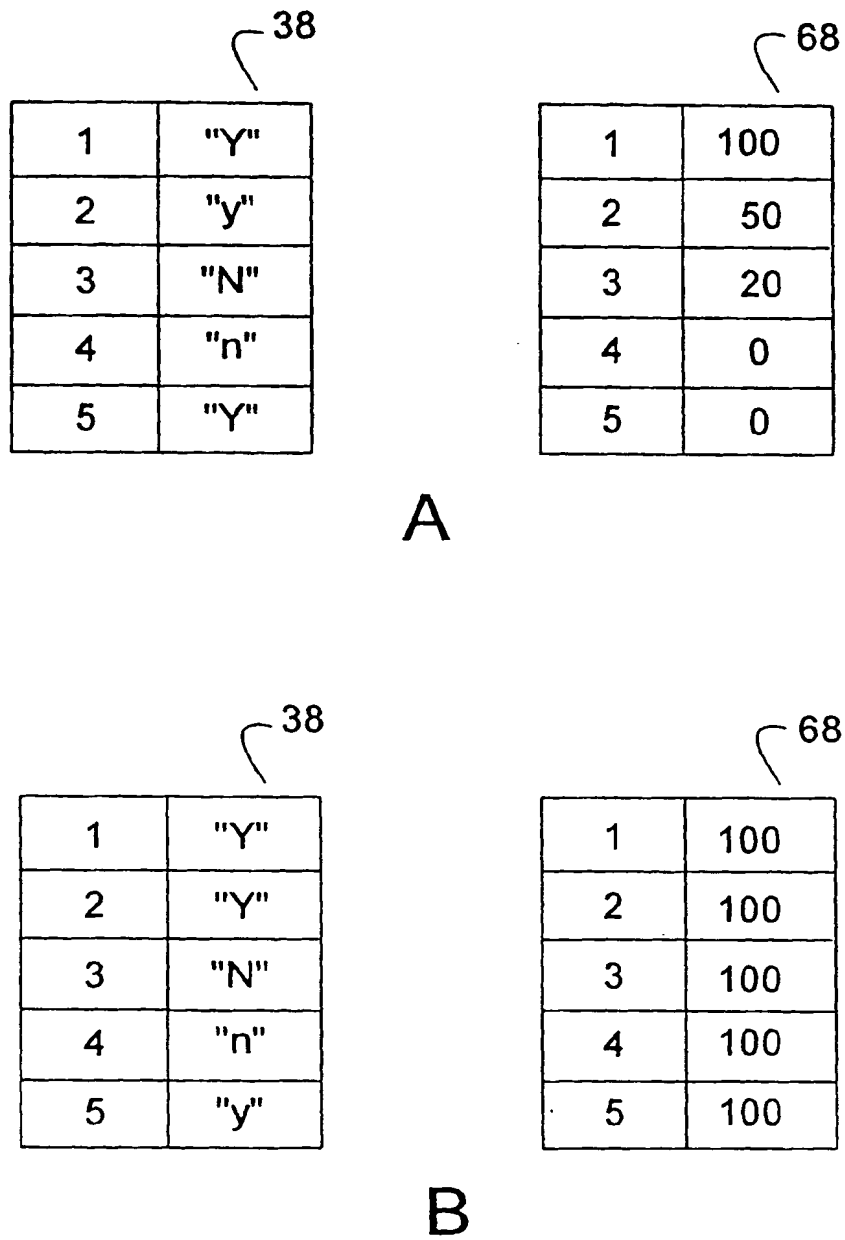 38 68
1 "Y" 1 100
2 "y" 2 50
3 "N" 3 20
4 "n" 4 0
5 "Y" 5 0
A
38 68
1 "Y" 1 100
2 "Y" 2 100
3 "N" 3 100
4 "n" 4 100
5 "y" 5 100
B